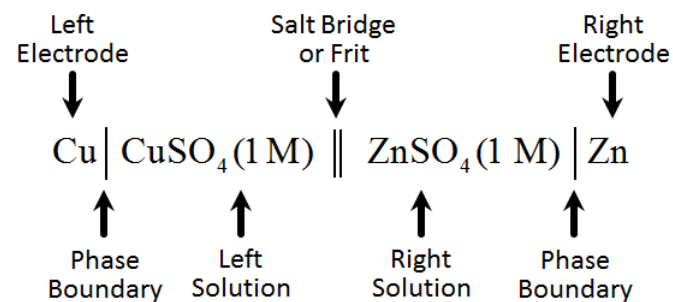 Left
Electrode
Salt Bridge
or Frit
Right
Electrode
Cu | CuSO₄ (1 M) || ZnSO₄ (1 M) | Zn
Phase
Boundary
Left
Solution
Right
Solution
Phase
Boundary